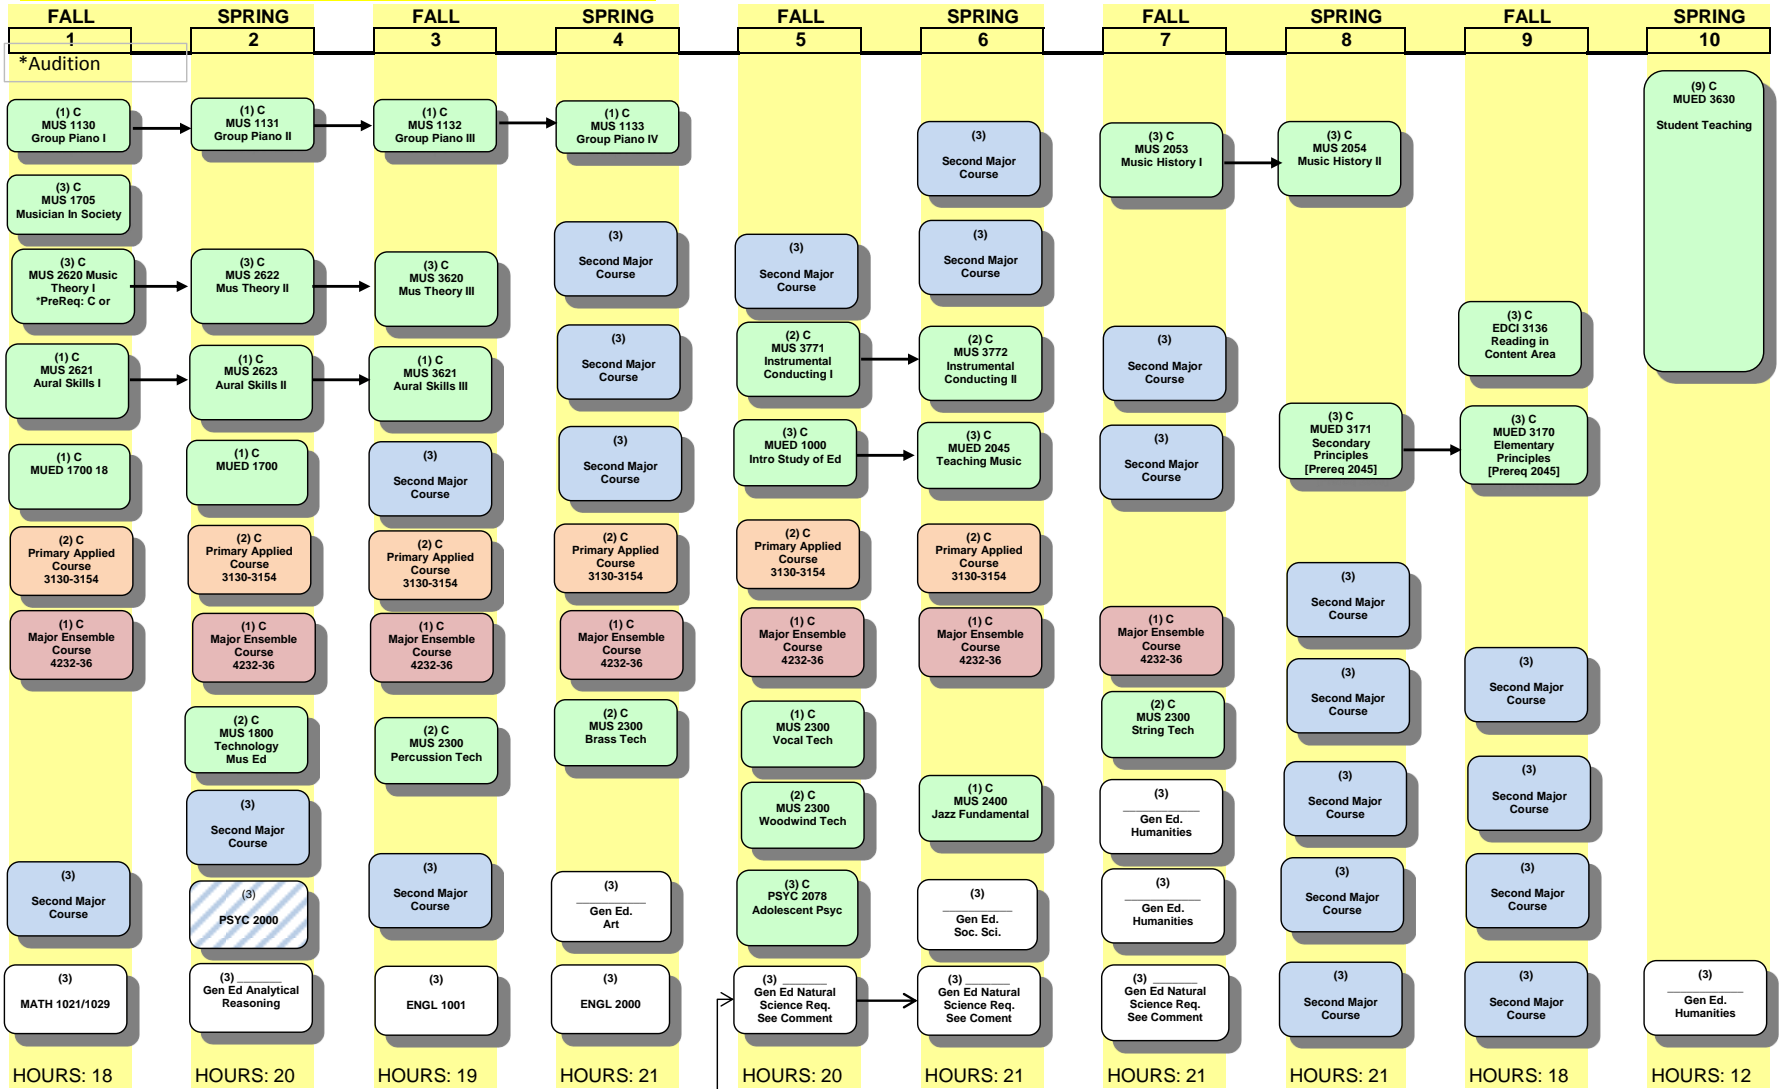 FALL
1
SPRING
2
FALL
3
SPRING
4
FALL
5
SPRING
6
FALL
7
SPRING
8
FALL
9
SPRING
10
*Audition
(1) C
MUS 1130
Group Piano I
(3) C
MUS 1705
Musician In Society
(3) C
MUS 2620 Music
Theory I
*PreReq: C or
(1) C
MUS 2621
Aural Skills I
(1) C
MUED 1700 18
(2) C
Primary Applied
Course
3130-3154
(1) C
Major Ensemble
Course
4232-36
(3)
Second Major
Course
(3)
MATH 1021/1029
HOURS: 18
(1) C
MUS 1131
Group Piano II
(3) C
MUS 2622
Mus Theory II
(1) C
MUS 2623
Aural Skills II
(1) C
MUED 1700
(2) C
Primary Applied
Course
3130-3154
(1) C
Major Ensemble
Course
4232-36
(2) C
MUS 1800
Technology
Mus Ed
(3)
Second Major
Course
(3)
PSYC 2000
(3)______
Gen Ed Analytical
Reasoning
HOURS: 20
(1) C
MUS 1132
Group Piano III
(3) C
MUS 3620
Mus Theory III
(1) C
MUS 3621
Aural Skills III
(3)
Second Major
Course
(2) C
Primary Applied
Course
3130-3154
(1) C
Major Ensemble
Course
4232-36
(2) C
MUS 2300
Percussion Tech
(3)
Second Major
Course
(3)
ENGL 1001
HOURS: 19
(1) C
MUS 1133
Group Piano IV
(3)
Second Major
Course
(3)
Second Major
Course
(3)
Second Major
Course
(2) C
Primary Applied
Course
3130-3154
(1) C
Major Ensemble
Course
4232-36
(2) C
MUS 2300
Brass Tech
(3)
___________
Gen Ed.
Art
(3)
ENGL 2000
HOURS: 21
(3)
Second Major
Course
(2) C
MUS 3771
Instrumental
Conducting I
(3) C
MUED 1000
Intro Study of Ed
(2) C
Primary Applied
Course
3130-3154
(1) C
Major Ensemble
Course
4232-36
(1) C
MUS 2300
Vocal Tech
(2) C
MUS 2300
Woodwind Tech
(3) C
PSYC 2078
Adolescent Psyc
(3) _______
Gen Ed Natural
Science Req.
See Comment
HOURS: 20
(3)
Second Major
Course
(3)
Second Major
Course
(2) C
MUS 3772
Instrumental
Conducting II
(3) C
MUED 2045
Teaching Music
(2) C
Primary Applied
Course
3130-3154
(1) C
Major Ensemble
Course
4232-36
(1) C
MUS 2400
Jazz Fundamental
(3)
___________
Gen Ed.
Soc. Sci.
(3) _______
Gen Ed Natural
Science Req.
See Coment
HOURS: 21
(3) C
MUS 2053
Music History I
(3)
Second Major
Course
(3)
Second Major
Course
(1) C
Major Ensemble
Course
4232-36
(2) C
MUS 2300
String Tech
(3)
____________
Gen Ed.
Humanities
(3)
____________
Gen Ed.
Humanities
(3) _______
Gen Ed Natural
Science Req.
See Comment
HOURS: 21
(3) C
MUS 2054
Music History II
(3) C
MUED 3171
Secondary
Principles
[Prereq 2045]
(3)
Second Major
Course
(3)
Second Major
Course
(3)
Second Major
Course
(3)
Second Major
Course
(3)
Second Major
Course
HOURS: 21
(3) C
EDCI 3136
Reading in
Content Area
(3) C
MUED 3170
Elementary
Principles
[Prereq 2045]
(3)
Second Major
Course
(3)
Second Major
Course
(3)
Second Major
Course
(3)
Second Major
Course
HOURS: 18
(9) C
MUED 3630
Student Teaching
(3)
____________
Gen Ed.
Humanities
HOURS: 12